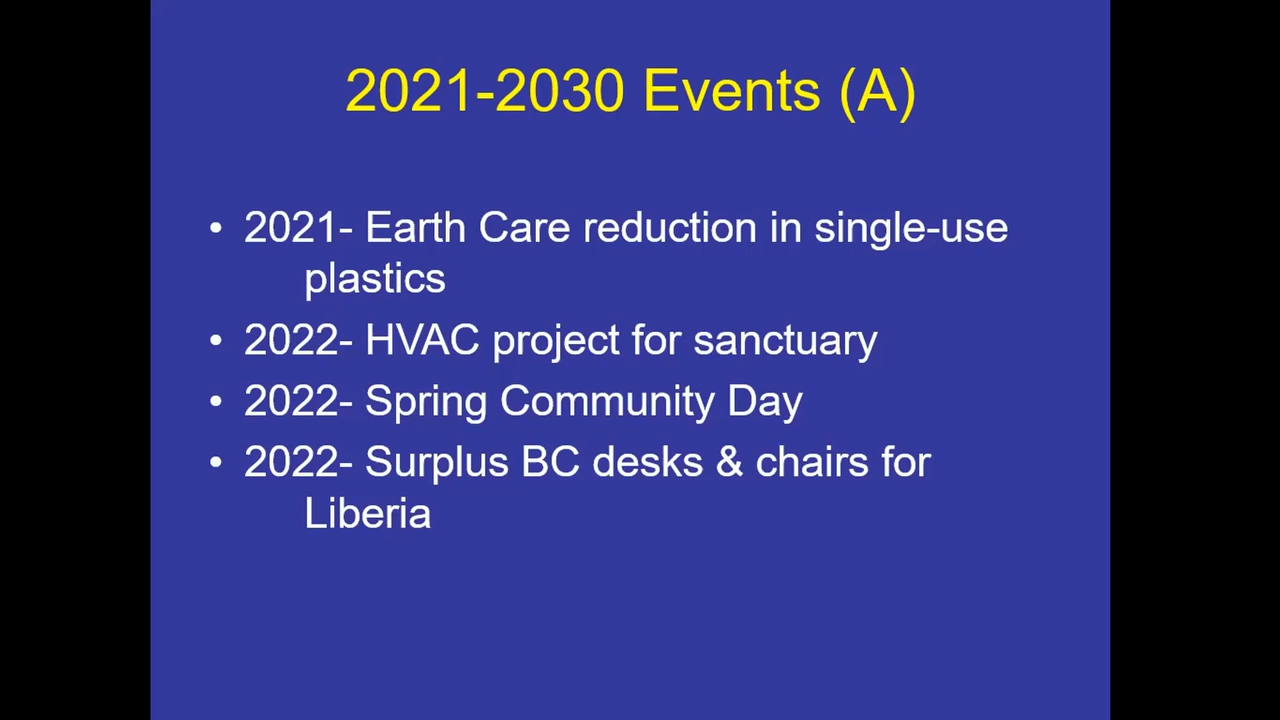 2021-2030 Events (A)
• 2021- Earth Care reduction in single-use
plastics
• 2022- HVAC project for sanctuary
• 2022- Spring Community Day
• 2022- Surplus BC desks & chairs for
Liberia